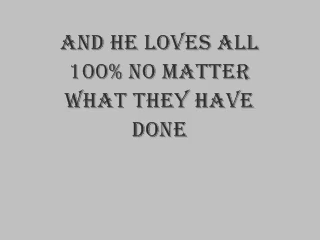 AND HE LOVES ALL
100% NO MATTER
WHAT THEY HAVE
DONE